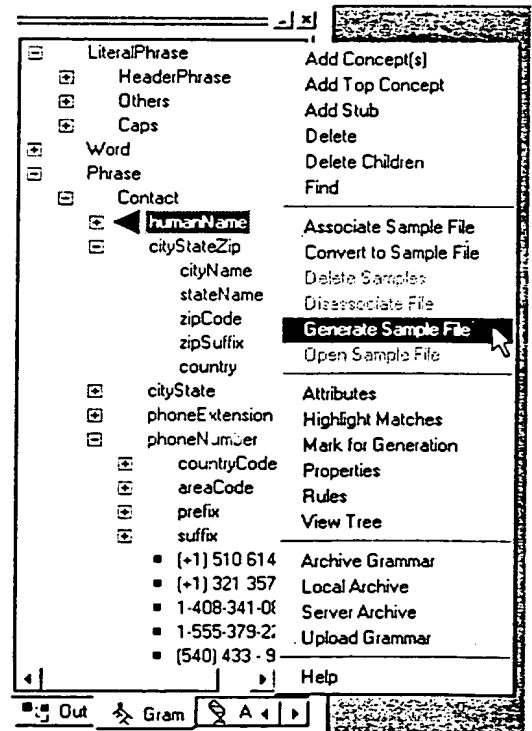 LiteralPhrase
HeaderPhrase
Others
Caps
Word
Phrase
Contact
humanName
cityStateZip
cityName
stateName
zipCode
zipSuffix
country
cityState
phoneExtension
phoneNumber
countryCode
areaCode
prefix
suffix
(+1) 510 614
(+1) 321 357
1-408-341-08
1-555-379-22
(540) 433 - 9
Out
Gram
A
Add Concept(s)
Add Top Concept
Add Stub
Delete
Delete Children
Find
Associate Sample File
Convert to Sample File
Delete Samples
Disassociate File
Generate Sample File
Open Sample File
Attributes
Highlight Matches
Mark for Generation
Properties
Rules
View Tree
Archive Grammar
Local Archive
Server Archive
Upload Grammar
Help